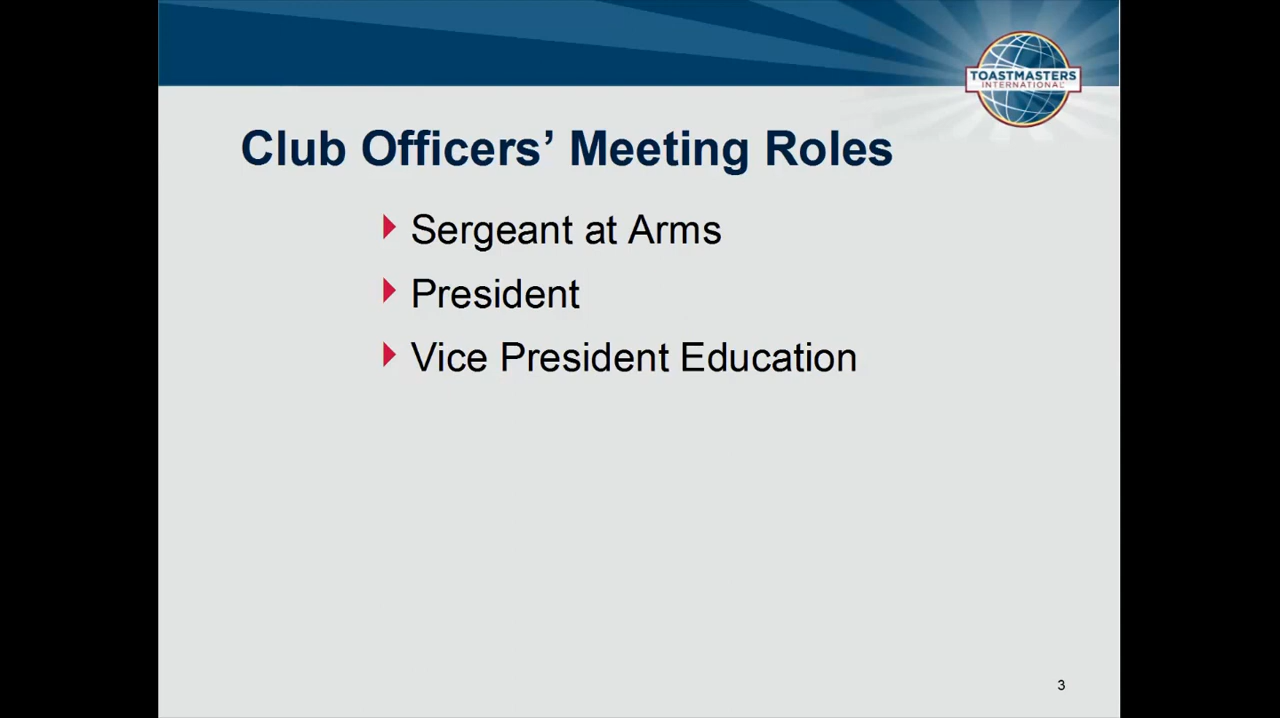 TOASTMASTERS
INTERNATIONAL
Club Officers’ Meeting Roles
Sergeant at Arms
President
Vice President Education
3